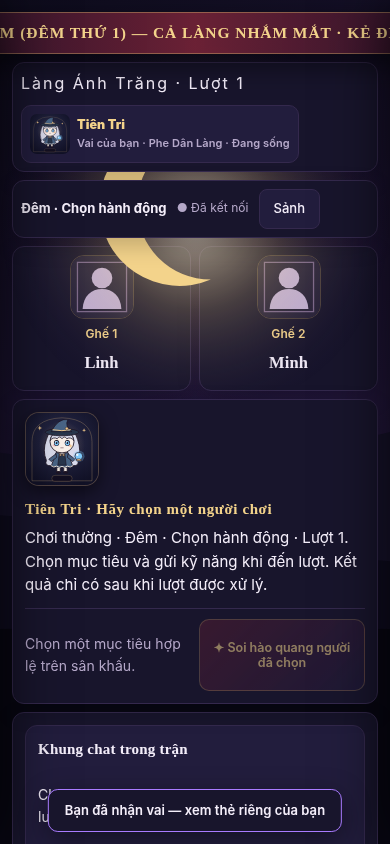 M (ĐÊM THỨ 1) — CẢ LÀNG NHẮM MẮT · KẺ
Làng Ánh Trăng · Lượt 1
Tiên Tri
Vai của bạn · Phe Dân Làng · Đang sống
Đêm · Chọn hành động
Đã kết nối
Sảnh
Ghế 1
Linh
Ghế 2
Minh
Tiên Tri · Hãy chọn một người chơi
Chơi thường · Đêm · Chọn hành động · Lượt 1.
Chọn mục tiêu và gửi kỹ năng khi đến lượt. Kết
quả chỉ có sau khi lượt được xử lý.
Chọn một mục tiêu hợp
lệ trên sân khấu.
✦ Soi hào quang người
đã chọn
Khung chat trong trận
Bạn đã nhận vai — xem thẻ riêng của bạn